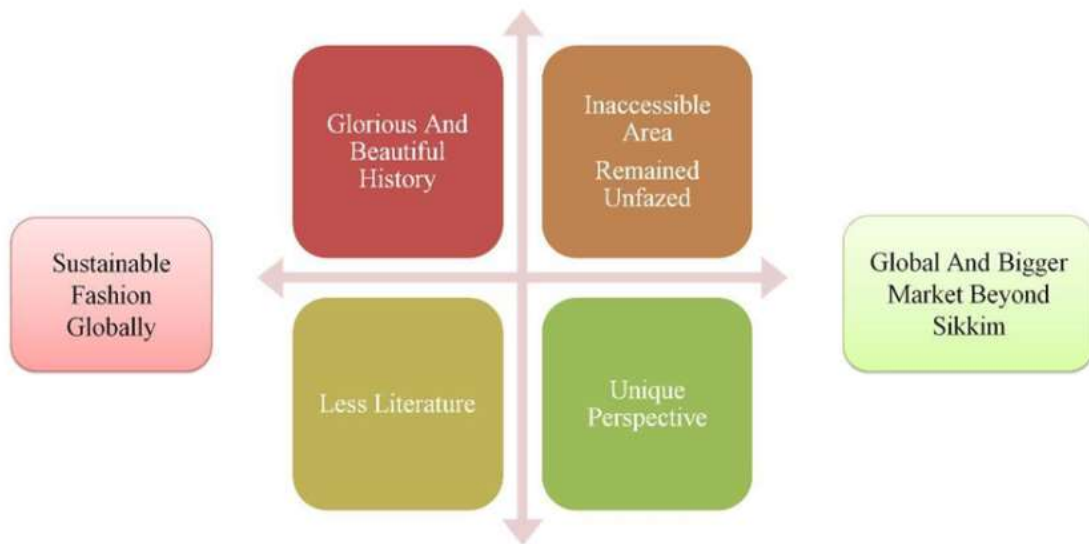 Glorious And
Beautiful
History
Inaccessible
Area
Remained
Unfazed
Sustainable
Fashion
Globally
Global And Bigger
Market Beyond
Sikkim
Less Literature
Unique
Perspective